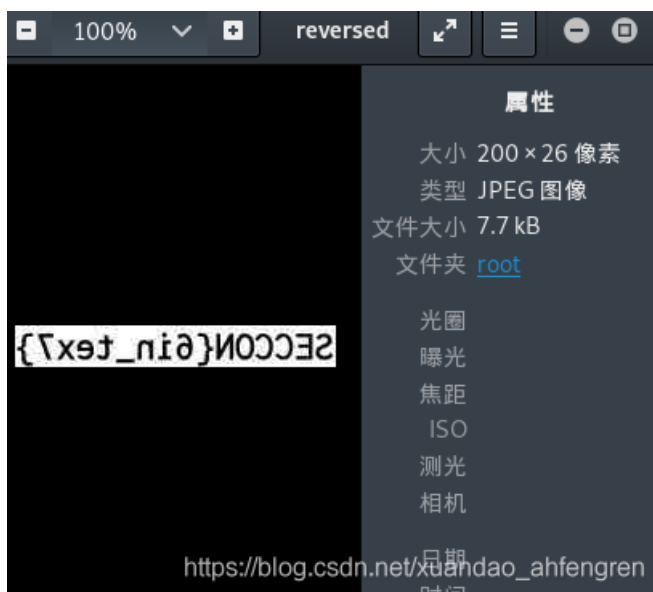 100%
reversed
属性
大小 200 × 26 像素
类型 JPEG 图像
文件大小 7.7 kB
文件夹 root
SECCON{6in_tex7}
光圈
曝光
焦距
ISO
测光
相机
日期
https://blog.csdn.net/xuandao_ahfengren